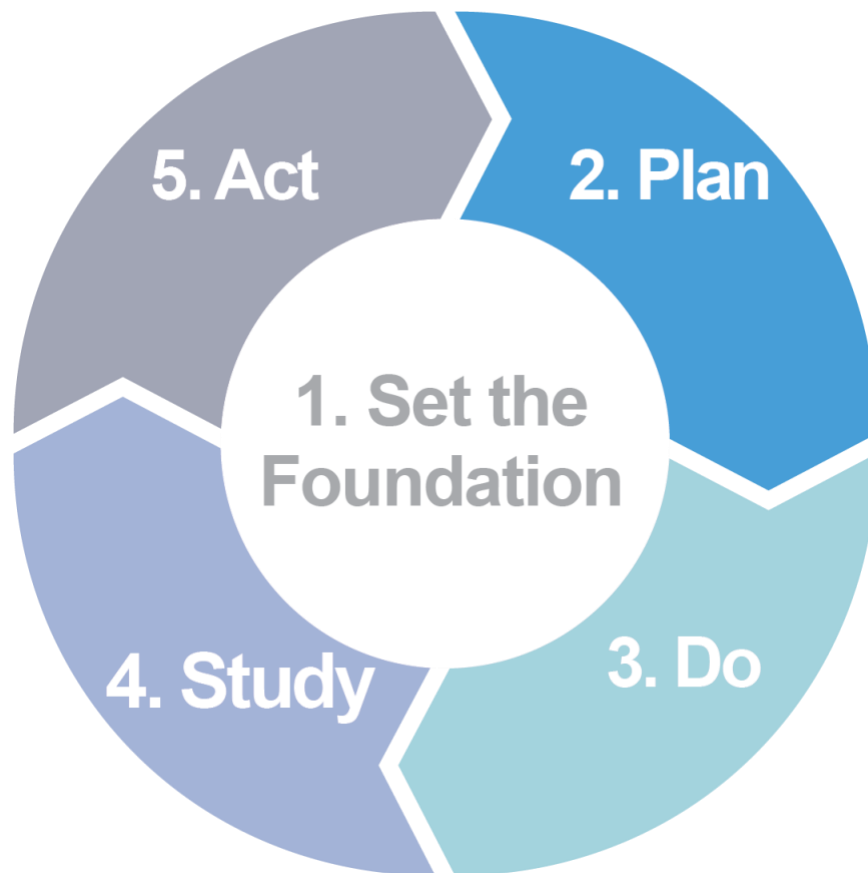 1. Set the
Foundation
2. Plan
3. Do
4. Study
5. Act